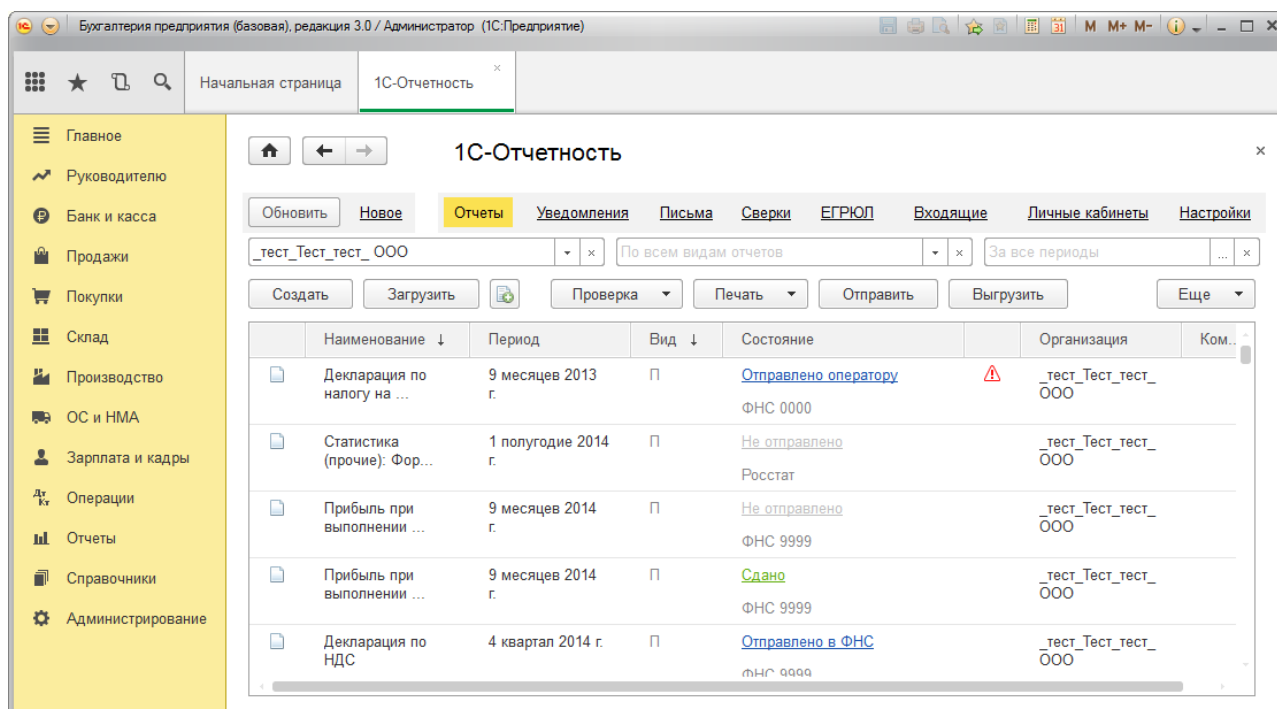 Бухгалтерия предприятия (базовая), редакция 3.0 / Администратор (1С:Предприятие)
M M+ M-
Начальная страница
1С-Отчетность
Главное
Руководителю
Банк и касса
Продажи
Покупки
Склад
Производство
ОС и НМА
Зарплата и кадры
Операции
Отчеты
Справочники
Администрирование
1С-Отчетность
Обновить Новое Отчеты Уведомления Письма Сверки ЕГРЮЛ Входящие Личные кабинеты Настройки
_тест_Тест_тест_ ООО По всем видам отчетов За все периоды ...
Создать Загрузить Проверка Печать Отправить Выгрузить Еще
Наименование ↓ Период Вид ↓ Состояние Организация Ком...
Декларация по 9 месяцев 2013 П Отправлено оператору _тест_Тест_тест_
налогу на ... г. ООО
ФНС 0000
Статистика 1 полугодие 2014 П Не отправлено _тест_Тест_тест_
(прочие): Фор... г. ООО
Росстат
Прибыль при 9 месяцев 2014 П Не отправлено _тест_Тест_тест_
выполнении ... г. ООО
ФНС 9999
Прибыль при 9 месяцев 2014 П Сдано _тест_Тест_тест_
выполнении ... г. ООО
ФНС 9999
Декларация по 4 квартал 2014 г. П Отправлено в ФНС _тест_Тест_тест_
НДС ООО
ФНС 9999